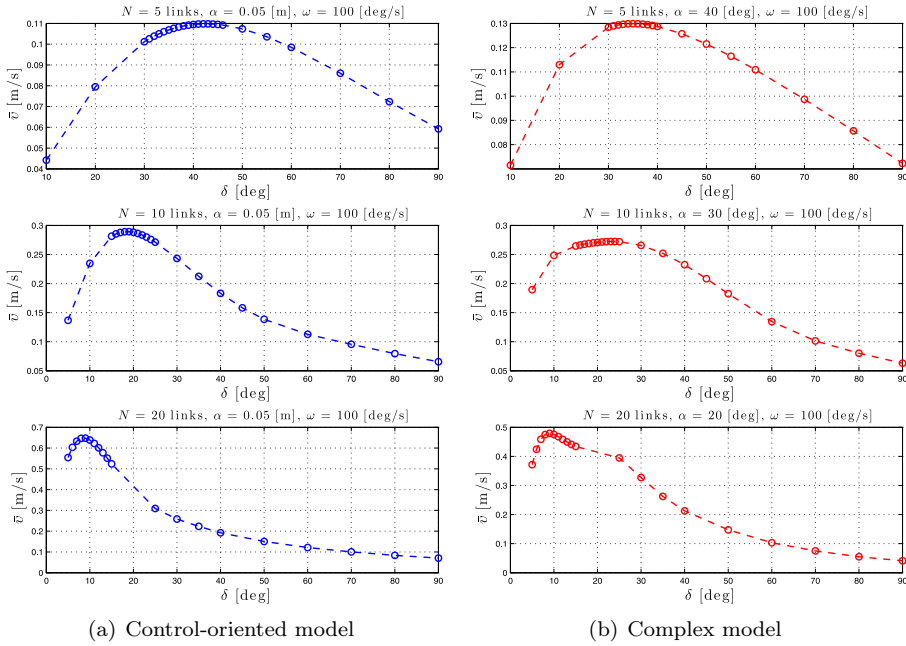 N = 5 links, α = 0.05 [m], ω = 100 [deg/s]
0.11
0.1
0.09
0.08
0.07
0.06
0.05
0.04
v̄ [m/s]
10 20 30 40 50 60 70 80 90
δ [deg]
N = 5 links, α = 40 [deg], ω = 100 [deg/s]
0.13
0.12
0.11
0.1
0.09
0.08
v̄ [m/s]
10 20 30 40 50 60 70 80 90
δ [deg]
N = 10 links, α = 0.05 [m], ω = 100 [deg/s]
0.3
0.25
0.2
0.15
0.1
0.05
v̄ [m/s]
0 10 20 30 40 50 60 70 80 90
δ [deg]
N = 10 links, α = 30 [deg], ω = 100 [deg/s]
0.35
0.3
0.25
0.2
0.15
0.1
0.05
v̄ [m/s]
0 10 20 30 40 50 60 70 80 90
δ [deg]
N = 20 links, α = 0.05 [m], ω = 100 [deg/s]
0.7
0.6
0.5
0.4
0.3
0.2
0.1
0
v̄ [m/s]
0 10 20 30 40 50 60 70 80 90
δ [deg]
N = 20 links, α = 20 [deg], ω = 100 [deg/s]
0.5
0.4
0.3
0.2
0.1
0
v̄ [m/s]
0 10 20 30 40 50 60 70 80 90
δ [deg]
(a) Control-oriented model
(b) Complex model